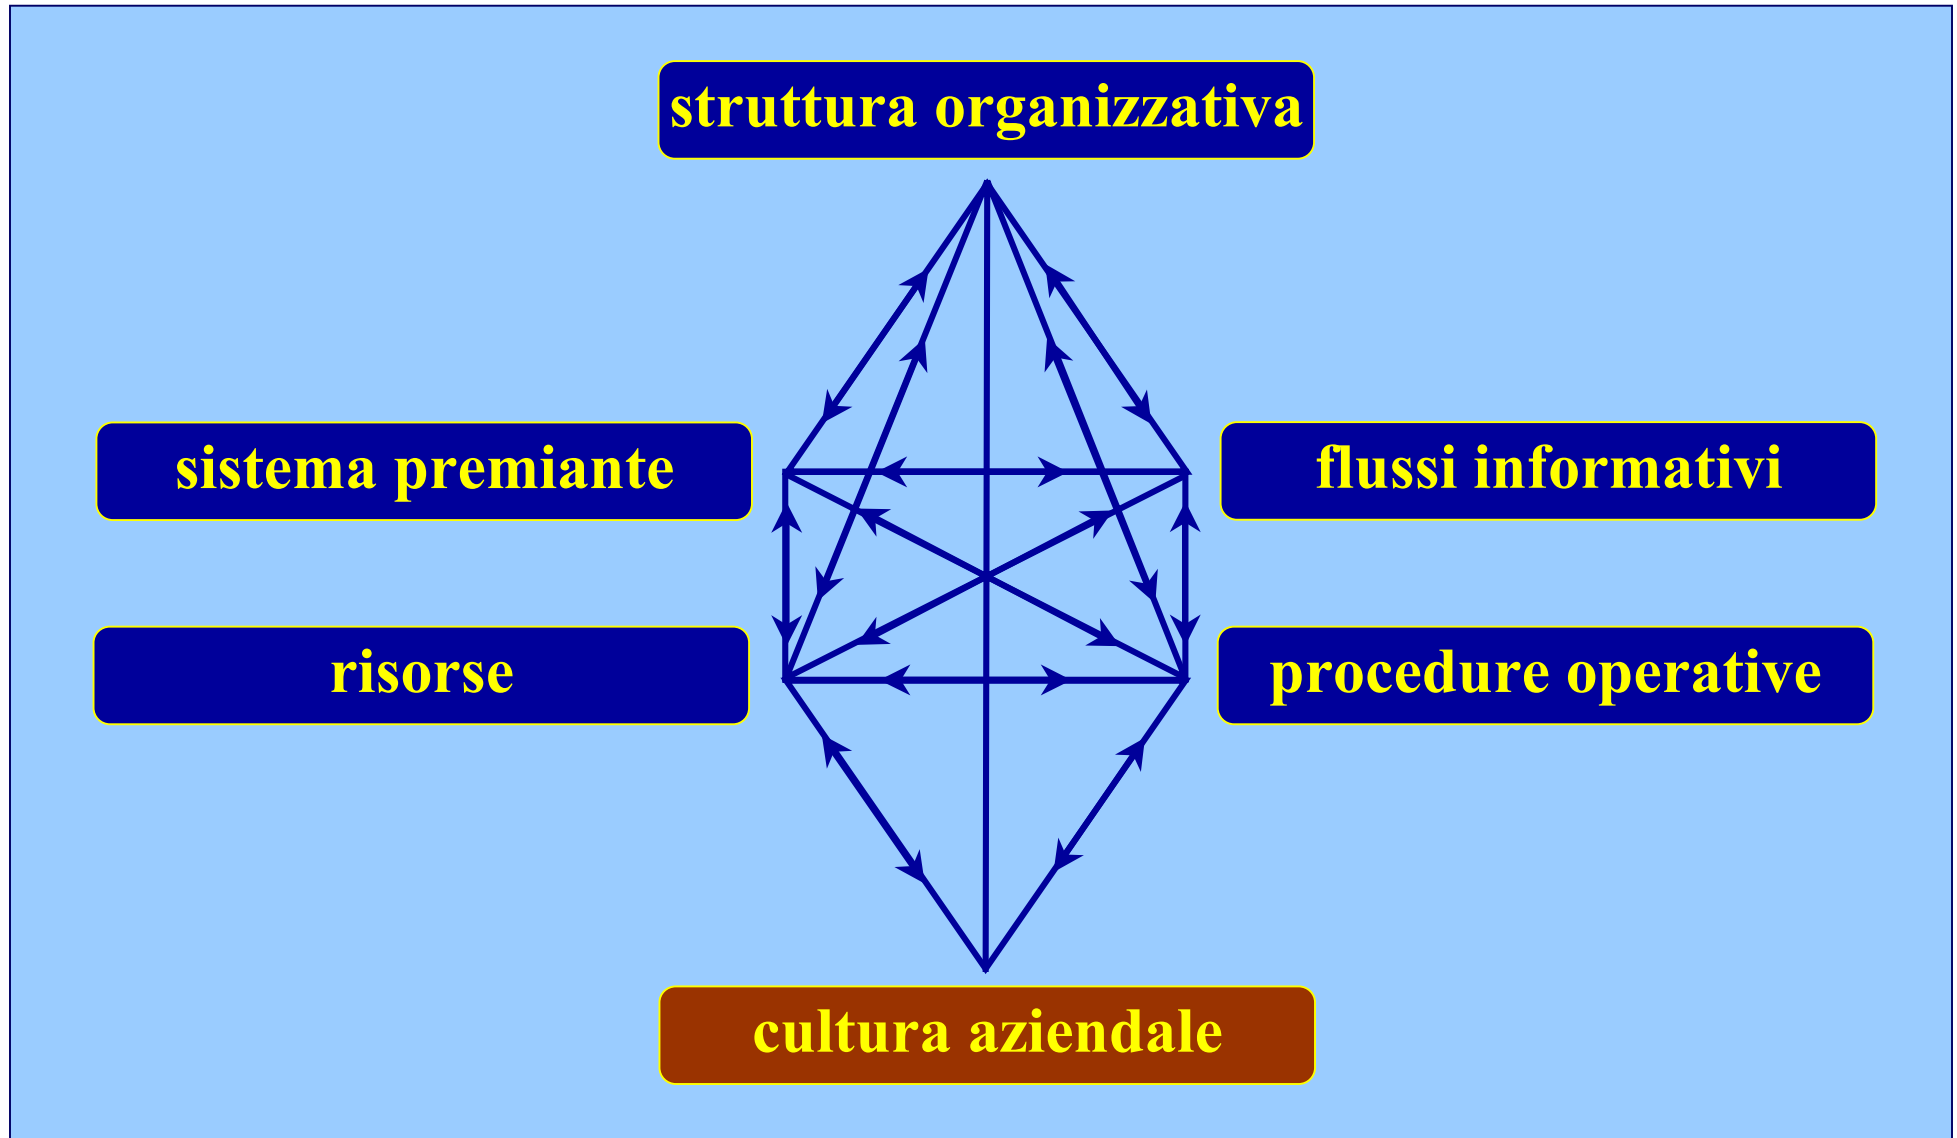 struttura organizzativa
sistema premiante
flussi informativi
risorse
procedure operative
cultura aziendale